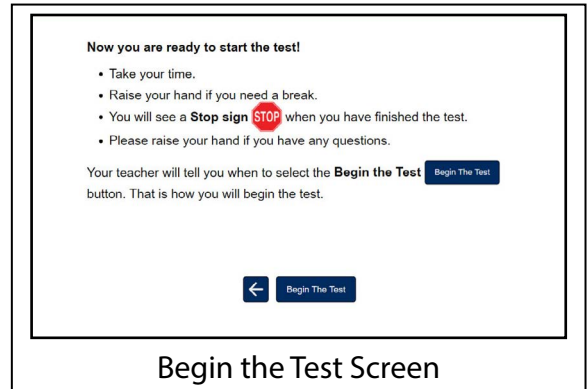 Now you are ready to start the test!
• Take your time.
• Raise your hand if you need a break.
• You will see a Stop sign STOP when you have finished the test.
• Please raise your hand if you have any questions.
Your teacher will tell you when to select the Begin the Test Begin The Test
button. That is how you will begin the test.
Begin The Test
Begin the Test Screen